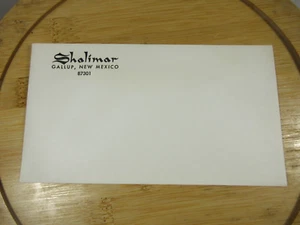 Shalimar
GALLUP, NEW MEXICO
87301